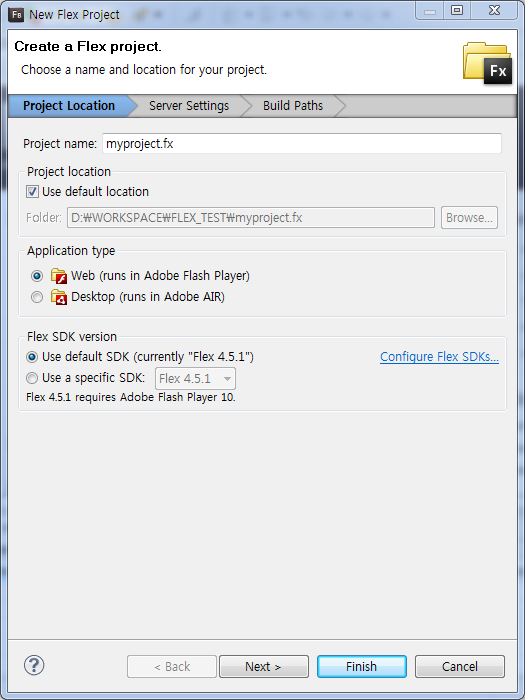 Fb New Flex Project
Create a Flex project.
Choose a name and location for your project.
Fx
Project Location Server Settings Build Paths
Project name: myproject.fx
Project location
Use default location
Folder: D:₩WORKSPACE₩FLEX_TEST₩myproject.fx Browse...
Application type
Web (runs in Adobe Flash Player)
Desktop (runs in Adobe AIR)
Flex SDK version
Use default SDK (currently "Flex 4.5.1") Configure Flex SDKs...
Use a specific SDK: Flex 4.5.1
Flex 4.5.1 requires Adobe Flash Player 10.
? < Back Next > Finish Cancel